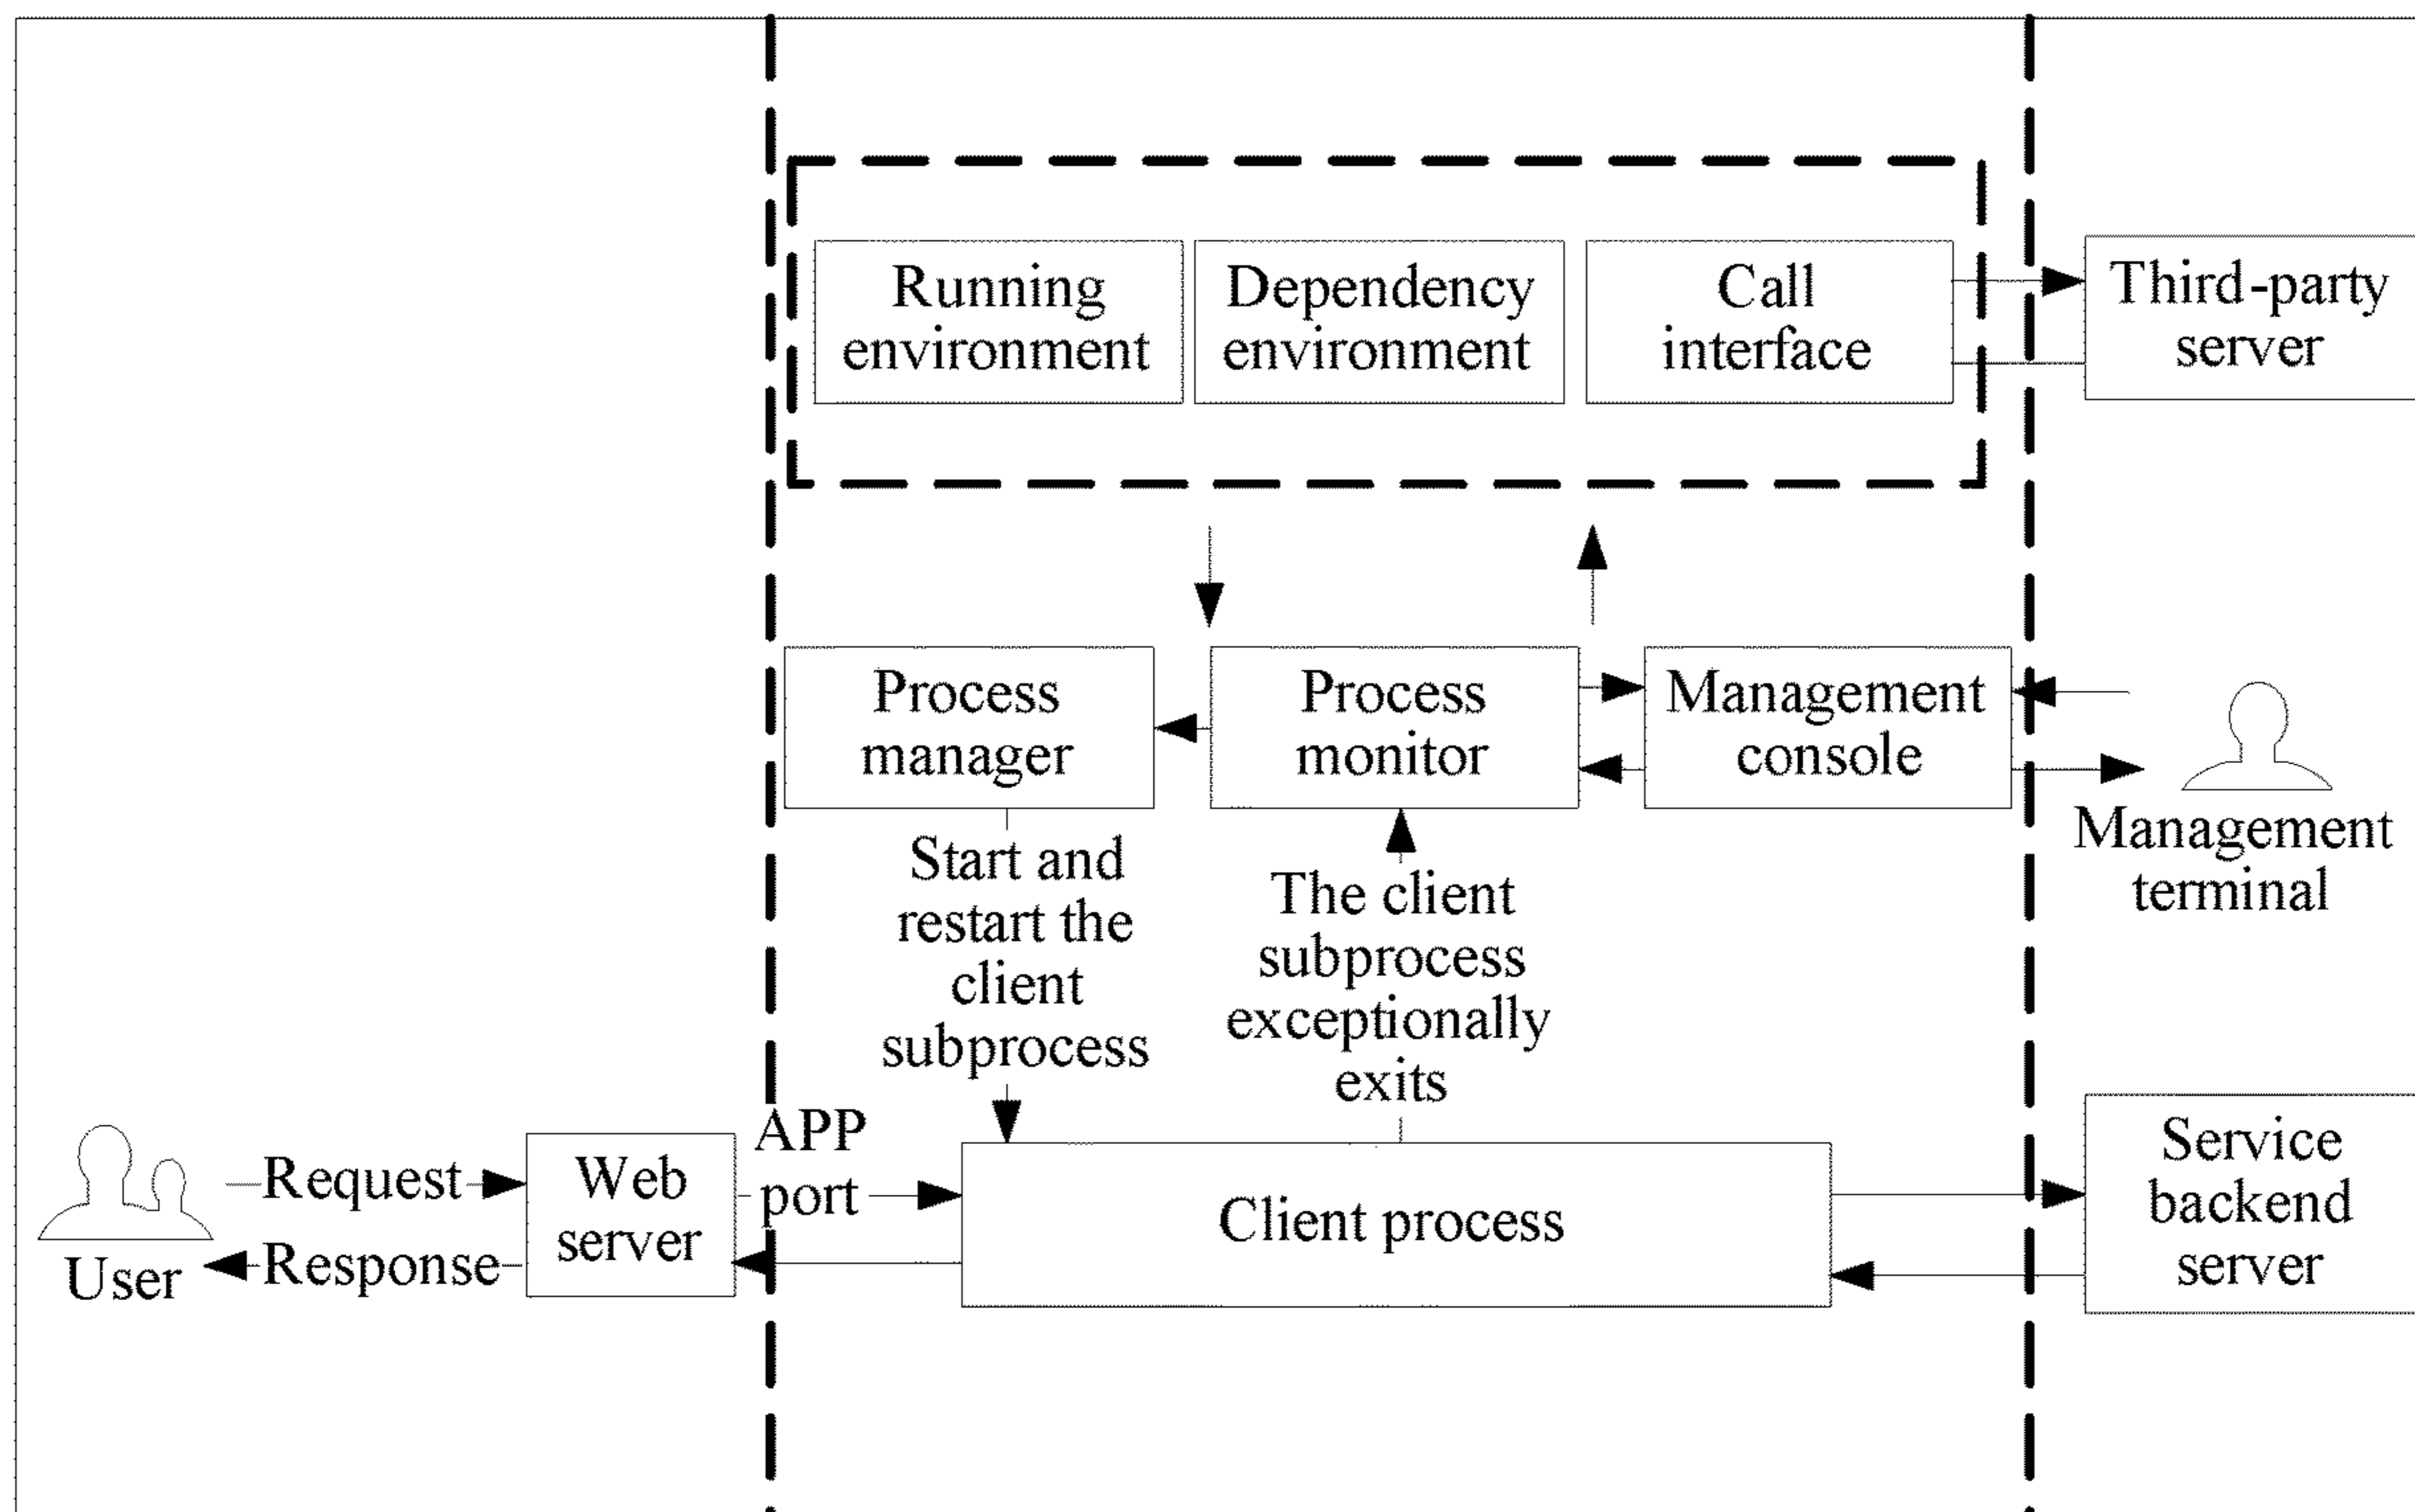 Running
environment
Dependency
environment
Call
interface
Third-party
server
Process
manager
Process
monitor
Management
console
Management
terminal
Start and
restart the
client
subprocess
The client
subprocess
exceptionally
exits
User
Request
Response
Web
server
APP
port
Client process
Service
backend
server